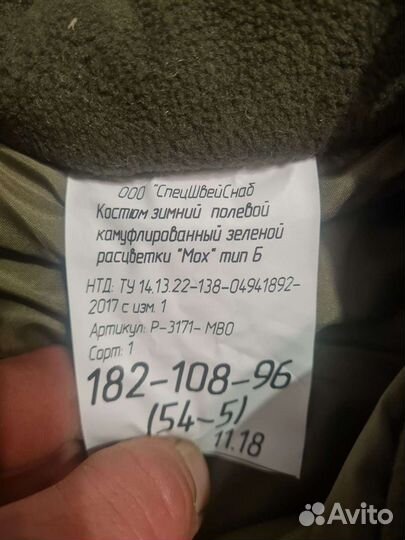 ООО "СпецШвейСнаб
Костюм зимний полевой
камуфлированный зеленой
расцветки "Мох" тип Б
НТД: ТУ 14.13.22-138-04941892-
2017 с изм. 1
Артикул: Р-3171- МВО
Сорт: 1
182-108-96
(54-5)
11.18
Avito